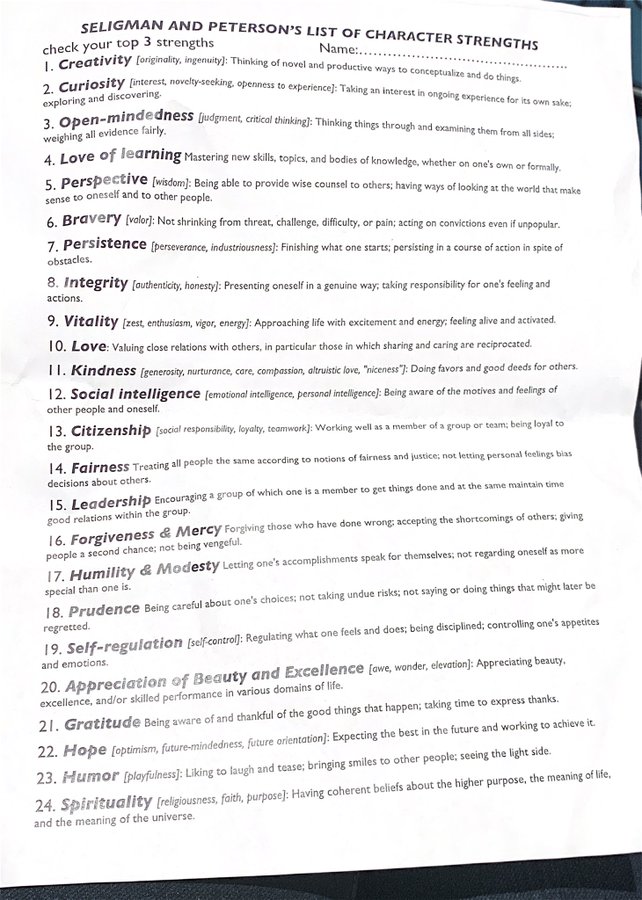 SELIGMAN AND PETERSON'S LIST OF CHARACTER STRENGTHS
check your top 3 strengths Name:................................................
1. Creativity [originality, ingenuity]: Thinking of novel and productive ways to conceptualize and do things.
2. Curiosity [interest, novelty-seeking, openness to experience]: Taking an interest in ongoing experience for its own sake;
exploring and discovering.
3. Open-mindedness [judgment, critical thinking]: Thinking things through and examining them from all sides;
weighing all evidence fairly.
4. Love of learning Mastering new skills, topics, and bodies of knowledge, whether on one's own or formally.
5. Perspective [wisdom]: Being able to provide wise counsel to others; having ways of looking at the world that make
sense to oneself and to other people.
6. Bravery [valor]: Not shrinking from threat, challenge, difficulty, or pain; acting on convictions even if unpopular.
7. Persistence [perseverance, industriousness]: Finishing what one starts; persisting in a course of action in spite of
obstacles.
8. Integrity [authenticity, honesty]: Presenting oneself in a genuine way; taking responsibility for one's feeling and
actions.
9. Vitality [zest, enthusiasm, vigor, energy]: Approaching life with excitement and energy; feeling alive and activated.
10. Love: Valuing close relations with others, in particular those in which sharing and caring are reciprocated.
11. Kindness [generosity, nurturance, care, compassion, altruistic love, "niceness"]: Doing favors and good deeds for others.
12. Social intelligence [emotional intelligence, personal intelligence]: Being aware of the motives and feelings of
other people and oneself.
13. Citizenship [social responsibility, loyalty, teamwork]: Working well as a member of a group or team; being loyal to
the group.
14. Fairness Treating all people the same according to notions of fairness and justice; not letting personal feelings bias
decisions about others.
15. Leadership Encouraging a group of which one is a member to get things done and at the same maintain time
good relations within the group.
16. Forgiveness & Mercy Forgiving those who have done wrong; accepting the shortcomings of others; giving
people a second chance; not being vengeful.
17. Humility & Modesty Letting one's accomplishments speak for themselves; not regarding oneself as more
special than one is.
18. Prudence Being careful about one's choices; not taking undue risks; not saying or doing things that might later be
regretted.
19. Self-regulation [self-control]: Regulating what one feels and does; being disciplined; controlling one's appetites
and emotions.
20. Appreciation of Beauty and Excellence [awe, wonder, elevation]: Appreciating beauty,
excellence, and/or skilled performance in various domains of life.
21. Gratitude Being aware of and thankful of the good things that happen; taking time to express thanks.
22. Hope [optimism, future-mindedness, future orientation]: Expecting the best in the future and working to achieve it.
23. Humor [playfulness]: Liking to laugh and tease; bringing smiles to other people; seeing the light side.
24. Spirituality [religiousness, faith, purpose]: Having coherent beliefs about the higher purpose, the meaning of life,
and the meaning of the universe.